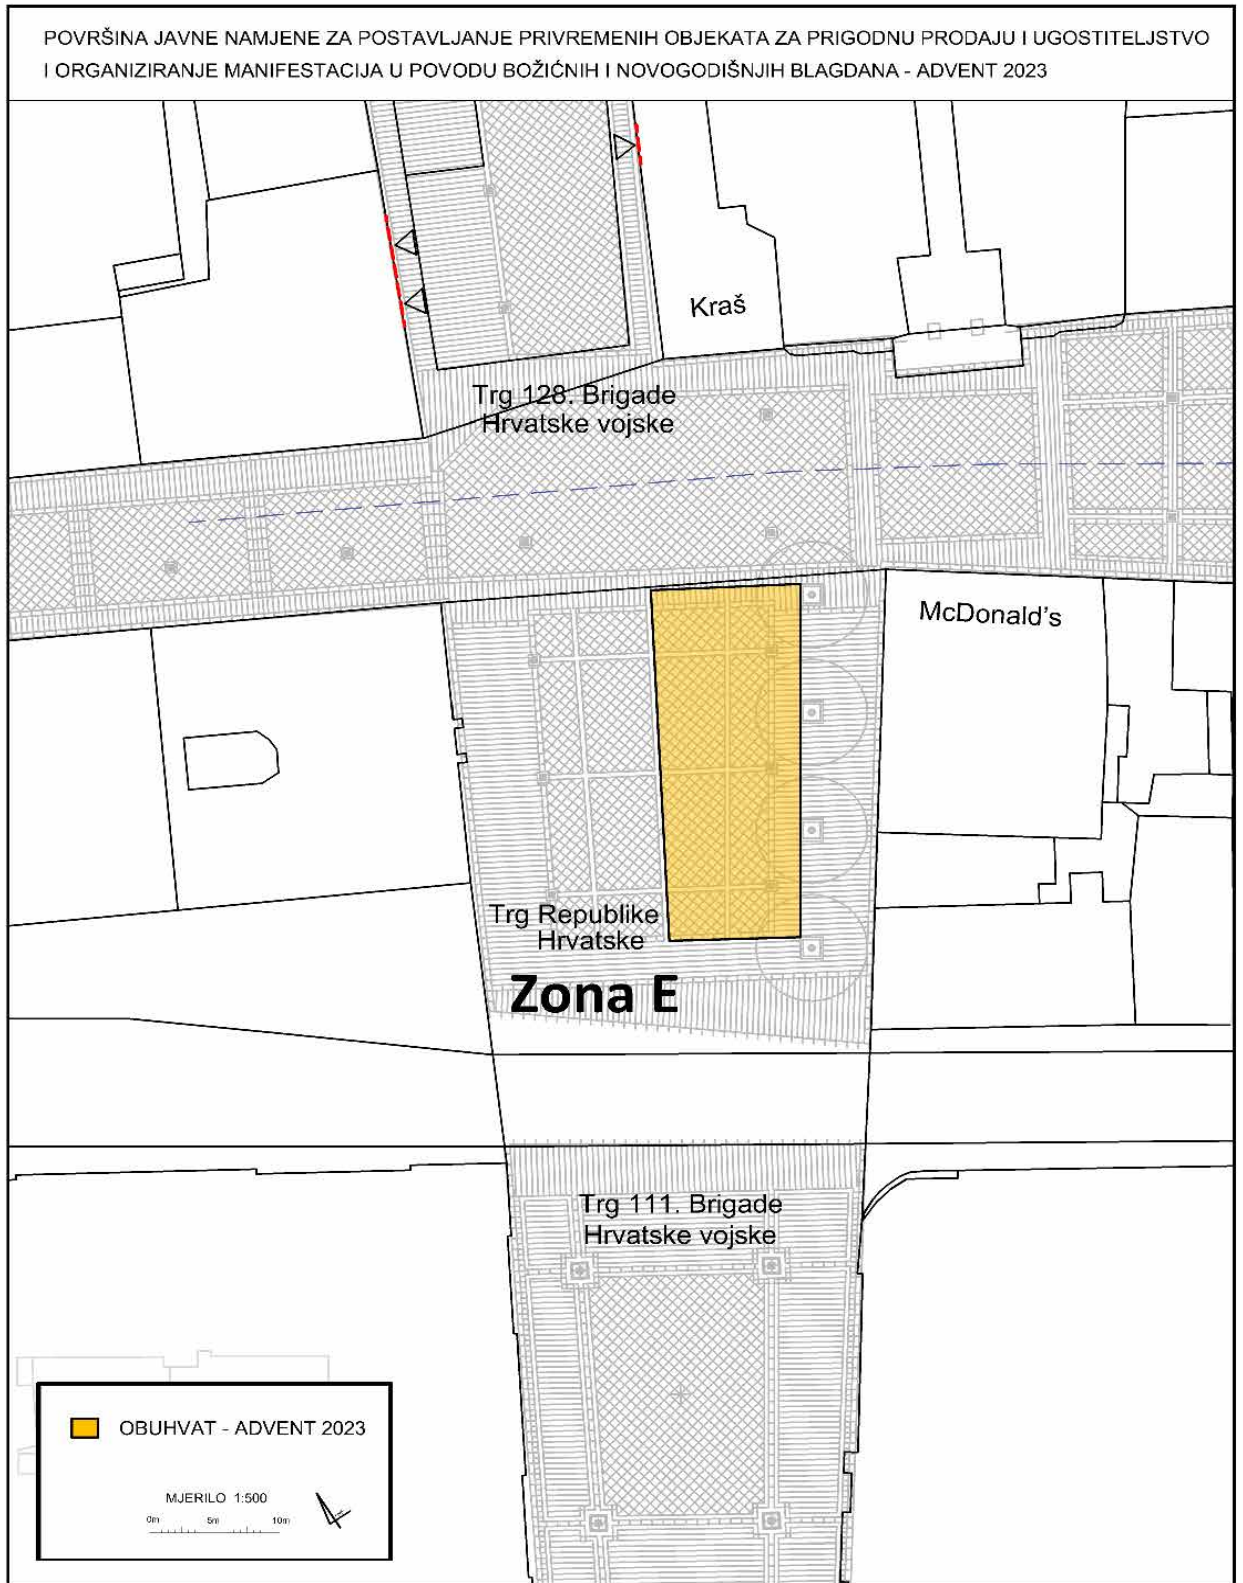 POVRŠINA JAVNE NAMJENE ZA POSTAVLJANJE PRIVREMENIH OBJEKATA ZA PRIGODNU PRODAJU I UGOSTITELJSTVO
I ORGANIZIRANJE MANIFESTACIJA U POVODU BOŽIĆNIH I NOVOGODIŠNJIH BLAGDANA - ADVENT 2023
Kraš
Trg 128. Brigade
Hrvatske vojske
McDonald's
Trg Republike
Hrvatske
Zona E
Trg 111. Brigade
Hrvatske vojske
OBUHVAT - ADVENT 2023
MJERILO 1:500
0m 5m 10m